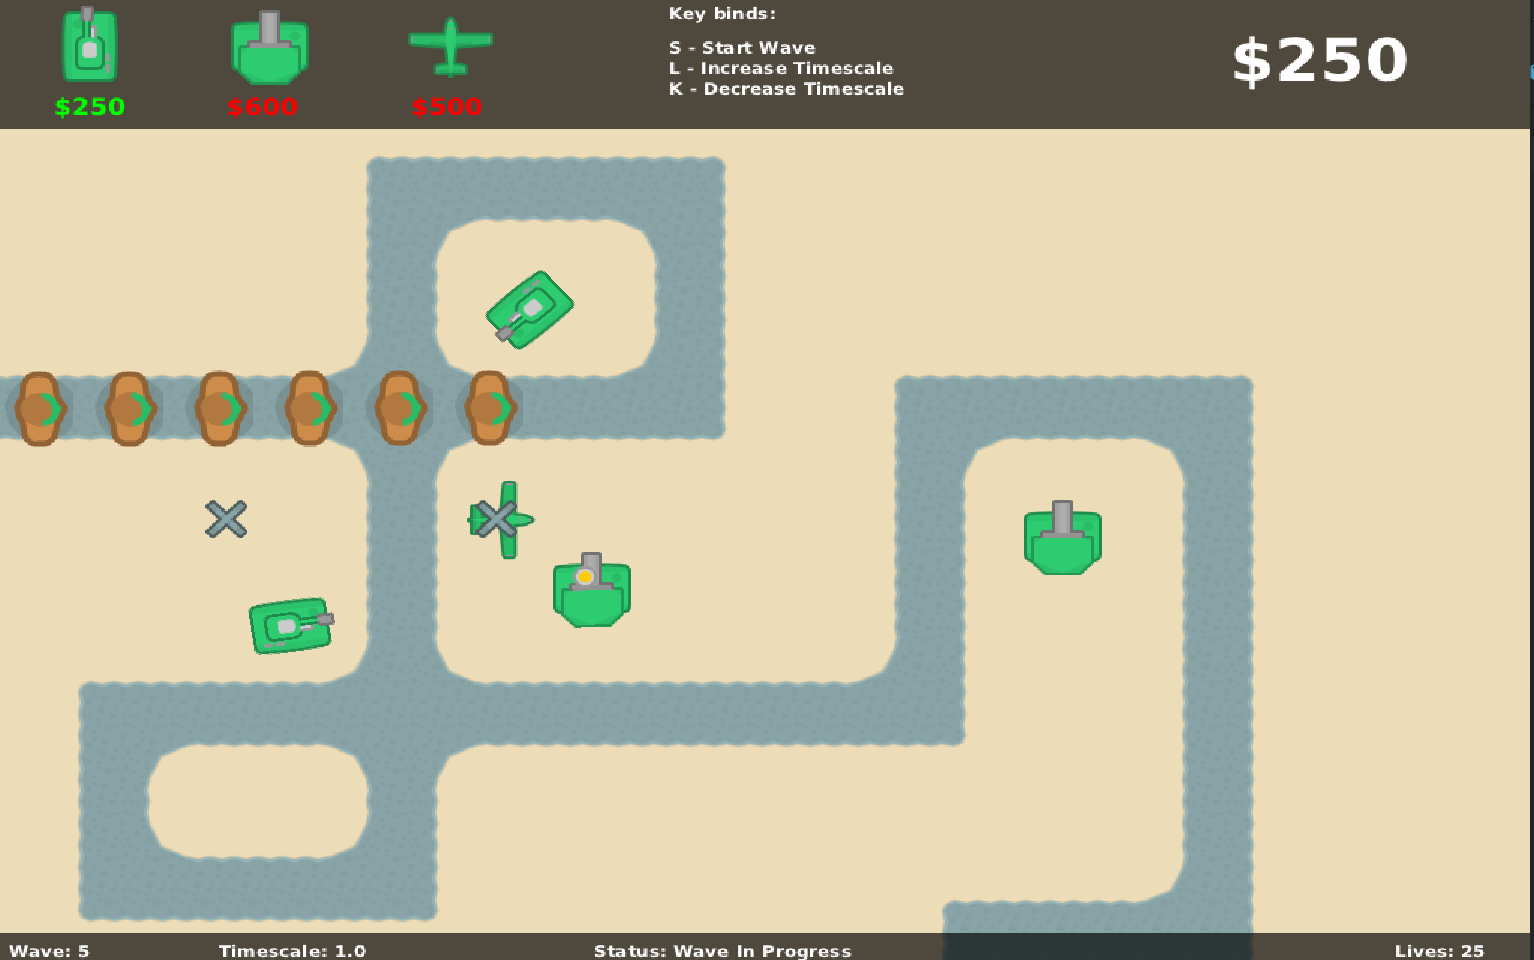 $250
$600
$500
Key binds:
S - Start Wave
L - Increase Timescale
K - Decrease Timescale
$250
Wave: 5
Timescale: 1.0
Status: Wave In Progress
Lives: 25